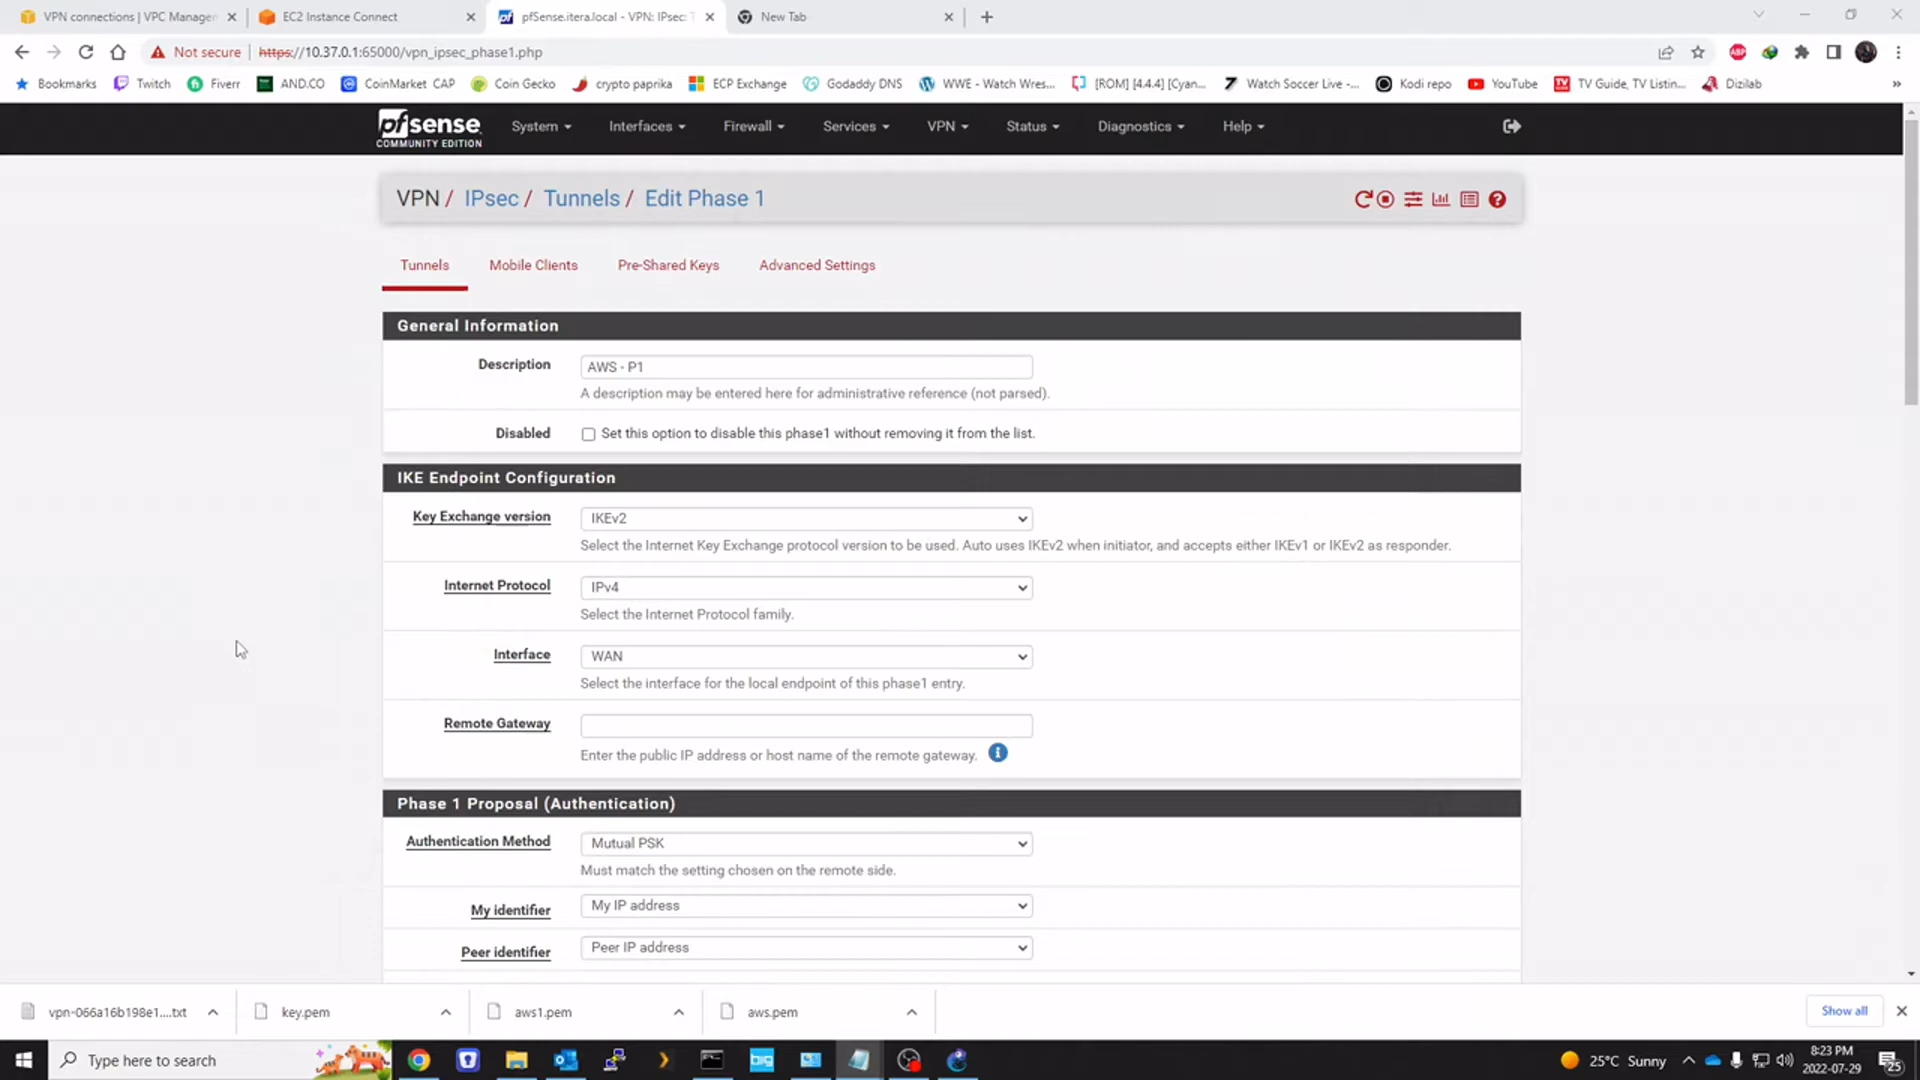 VPN connections | VPC Manager
EC2 Instance Connect
pfSense.itera.local - VPN: IPsec: T
New Tab
Not secure
https://10.37.0.1:65000/vpn_ipsec_phase1.php
ABP
Bookmarks
Twitch
Fiverr
AND.CO
CoinMarket CAP
Coin Gecko
crypto paprika
ECP Exchange
Godaddy DNS
WWE - Watch Wres...
[ROM] [4.4.4] [Cyan...
Watch Soccer Live -...
Kodi repo
YouTube
TV Guide, TV Listin...
Dizilab
»
pfsense
COMMUNITY EDITION
System
Interfaces
Firewall
Services
VPN
Status
Diagnostics
Help
VPN / IPsec / Tunnels / Edit Phase 1
Tunnels
Mobile Clients
Pre-Shared Keys
Advanced Settings
General Information
Description
AWS - P1
A description may be entered here for administrative reference (not parsed).
Disabled
Set this option to disable this phase1 without removing it from the list.
IKE Endpoint Configuration
Key Exchange version
IKEv2
Select the Internet Key Exchange protocol version to be used. Auto uses IKEv2 when initiator, and accepts either IKEv1 or IKEv2 as responder.
Internet Protocol
IPv4
Select the Internet Protocol family.
Interface
WAN
Select the interface for the local endpoint of this phase1 entry.
Remote Gateway
Enter the public IP address or host name of the remote gateway.
Phase 1 Proposal (Authentication)
Authentication Method
Mutual PSK
Must match the setting chosen on the remote side.
My identifier
My IP address
Peer identifier
Peer IP address
vpn-066a16b198e1....txt
key.pem
aws1.pem
aws.pem
Show all
Type here to search
25°C Sunny
8:23 PM
2022-07-29
25